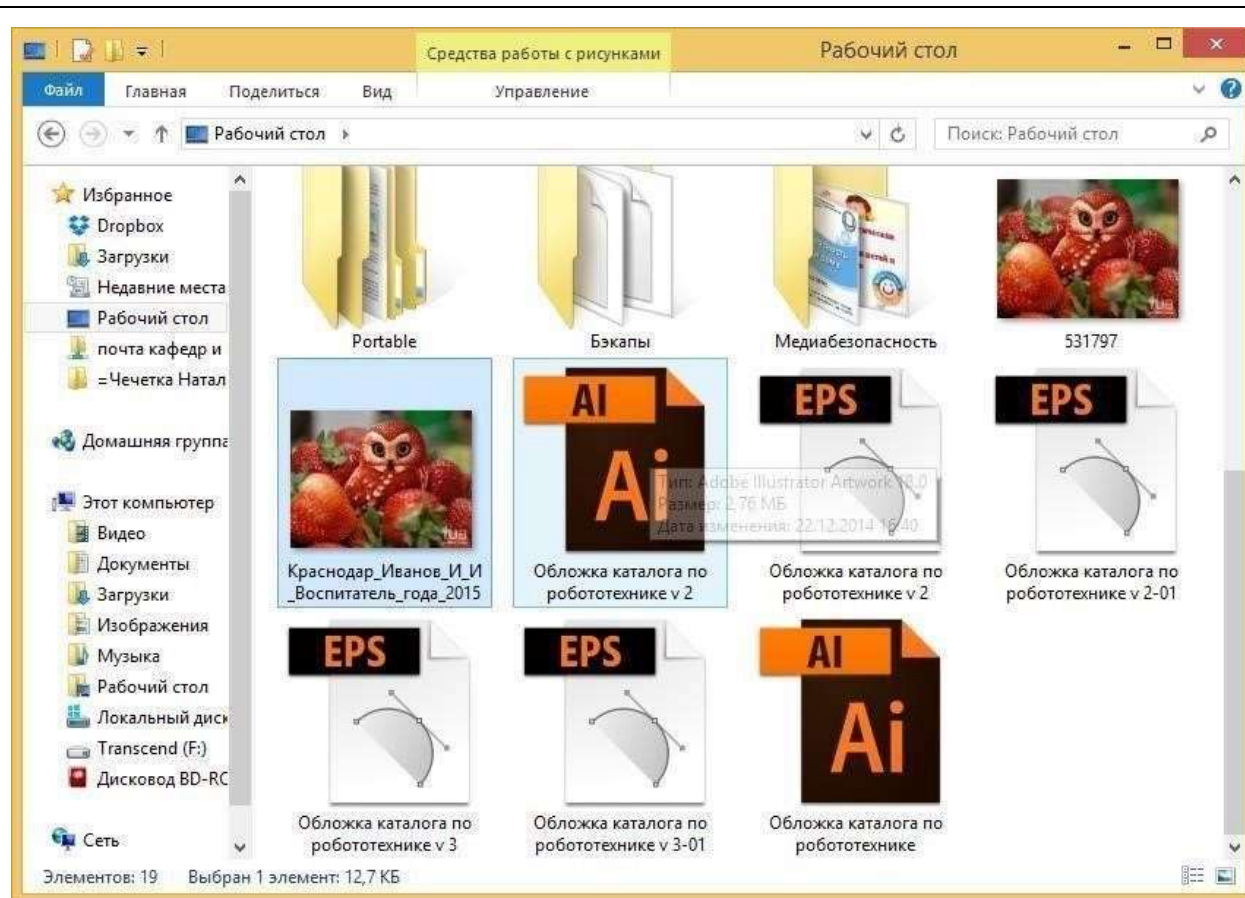 Средства работы с рисунками
Рабочий стол
Файл
Главная
Поделиться
Вид
Управление
Рабочий стол
Поиск: Рабочий стол
Избранное
Dropbox
Загрузки
Недавние места
Рабочий стол
почта кафедр и
=Чечетка Натал
Домашняя группа
Этот компьютер
Видео
Документы
Загрузки
Изображения
Музыка
Рабочий стол
Локальный диск
Transcend (F:)
Дисковод BD-RC
Сеть
Portable
Бэкапы
Медиабезопасность
531797
Краснодар_Иванов_И_И
_Воспитатель_года_2015
AI
Ai
Обложка каталога по
робототехнике v 2
EPS
Обложка каталога по
робототехнике v 2
EPS
Обложка каталога по
робототехнике v 2-01
Тип: Adobe Illustrator Artwork 18.0
Размер: 2,76 МБ
Дата изменения: 22.12.2014 16:40
EPS
Обложка каталога по
робототехнике v 3
EPS
Обложка каталога по
робототехнике v 3-01
AI
Ai
Обложка каталога по
робототехнике
Элементов: 19
Выбран 1 элемент: 12,7 КБ